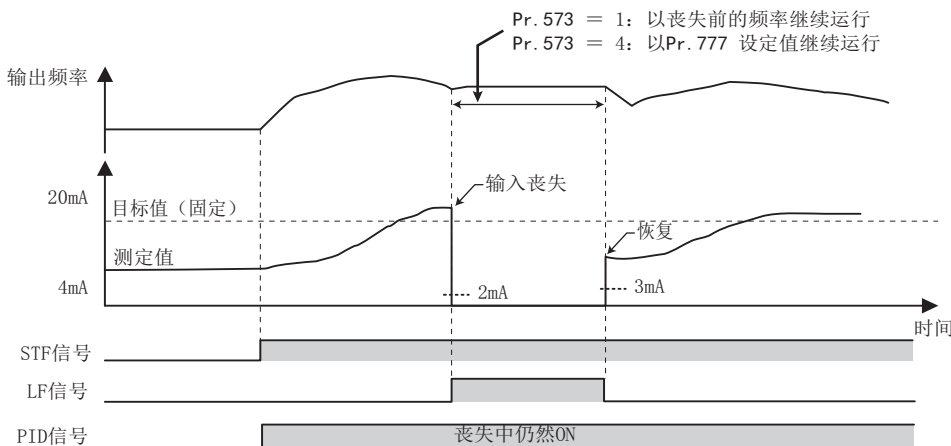 Pr.573 = 1: 以丧失前的频率继续运行
Pr.573 = 4: 以Pr.777 设定值继续运行
输出频率
20mA
目标值（固定）
输入丧失
测定值
恢复
4mA
2mA
3mA
时间
STF信号
LF信号
PID信号
丧失中仍然ON